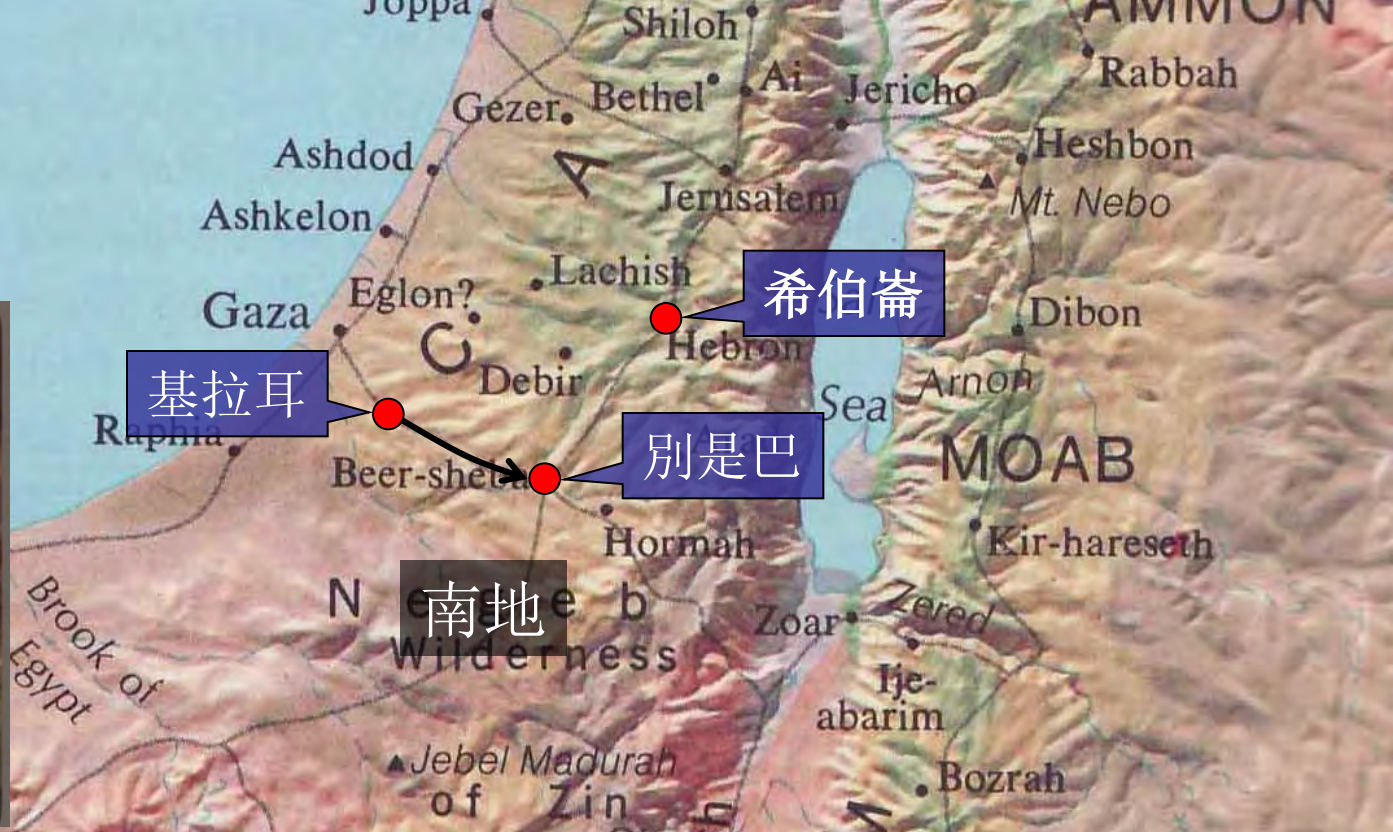 Joppa
Shiloh
AMMON
Bethel
Ai
Jericho
Rabbah
Gezer
A
Ashdod
Heshbon
Jerusalem
Mt. Nebo
Ashkelon
Lachish
希伯崙
Eglon?
Gaza
Dibon
C
Hebron
Debir
基拉耳
Arnon
Sea
Raphia
別是巴
MOAB
Beer-sheba
Hormah
Kir-hareseth
Negeb
南地
Brook of
Egypt
Wilderness
Zoar
Zered
Ije-
abarim
Jebel Madurah
of Zin
Bozrah